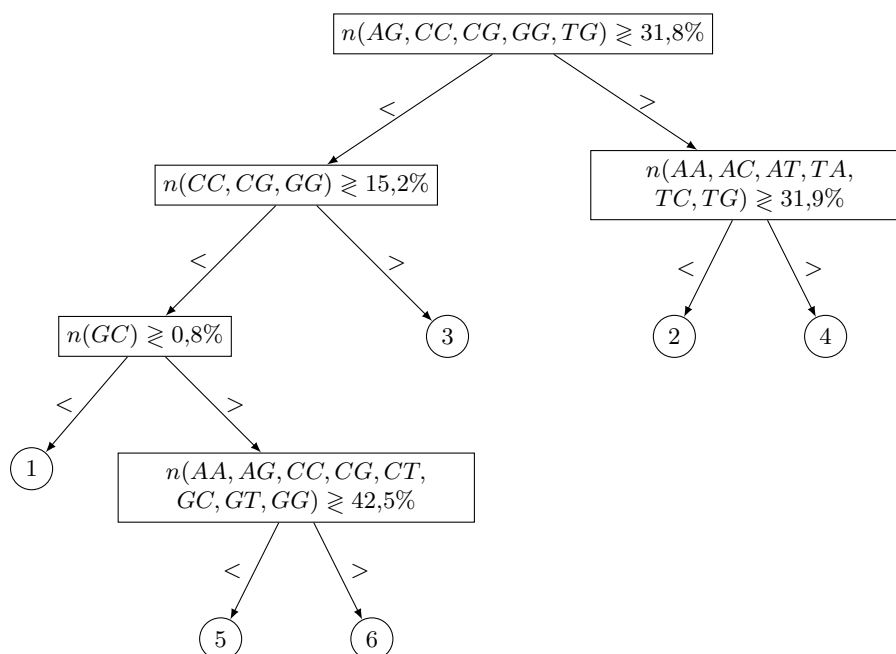 n(AG, CC, CG, GG, TG) ≷ 31,8%
<
>
n(CC, CG, GG) ≷ 15,2%
n(AA, AC, AT, TA,
TC, TG) ≷ 31,9%
<
>
<
>
n(GC) ≷ 0,8%
3
2
4
<
>
1
n(AA, AG, CC, CG, CT,
GC, GT, GG) ≷ 42,5%
<
>
5
6